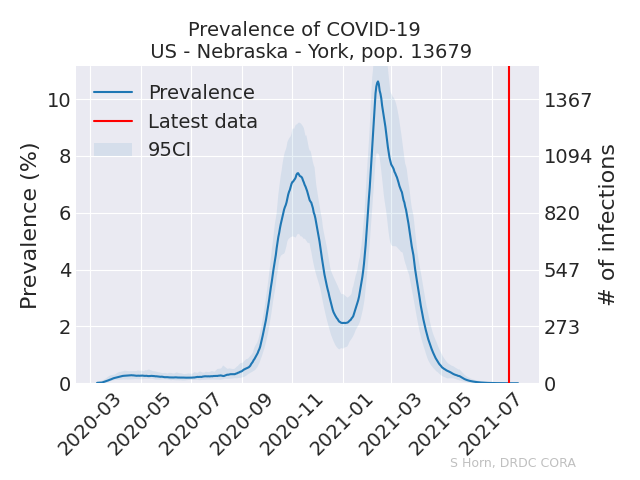 Prevalence of COVID-19
US - Nebraska - York, pop. 13679
Prevalence
Latest data
95CI
Prevalence (%)
10
8
6
4
2
0
# of infections
1367
1094
820
547
273
0
2020-03
2020-05
2020-07
2020-09
2020-11
2021-01
2021-03
2021-05
2021-07
S Horn, DRDC CORA